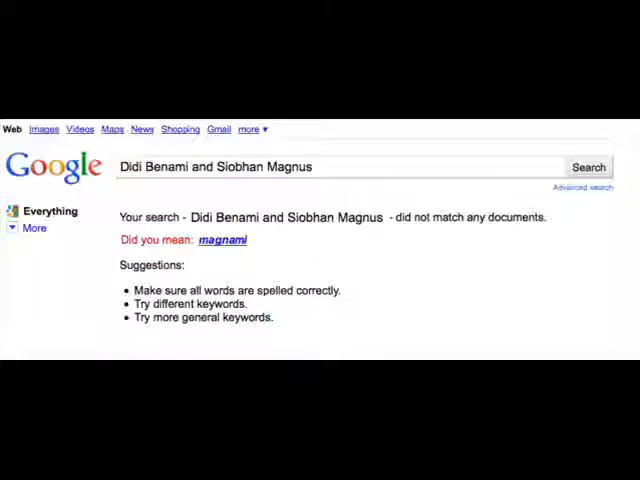 Web Images Videos Maps News Shopping Gmail more ▼
Google Didi Benami and Siobhan Magnus Search
Advanced search
Everything
More
Your search - Didi Benami and Siobhan Magnus - did not match any documents.
Did you mean: magnami
Suggestions:
• Make sure all words are spelled correctly.
• Try different keywords.
• Try more general keywords.